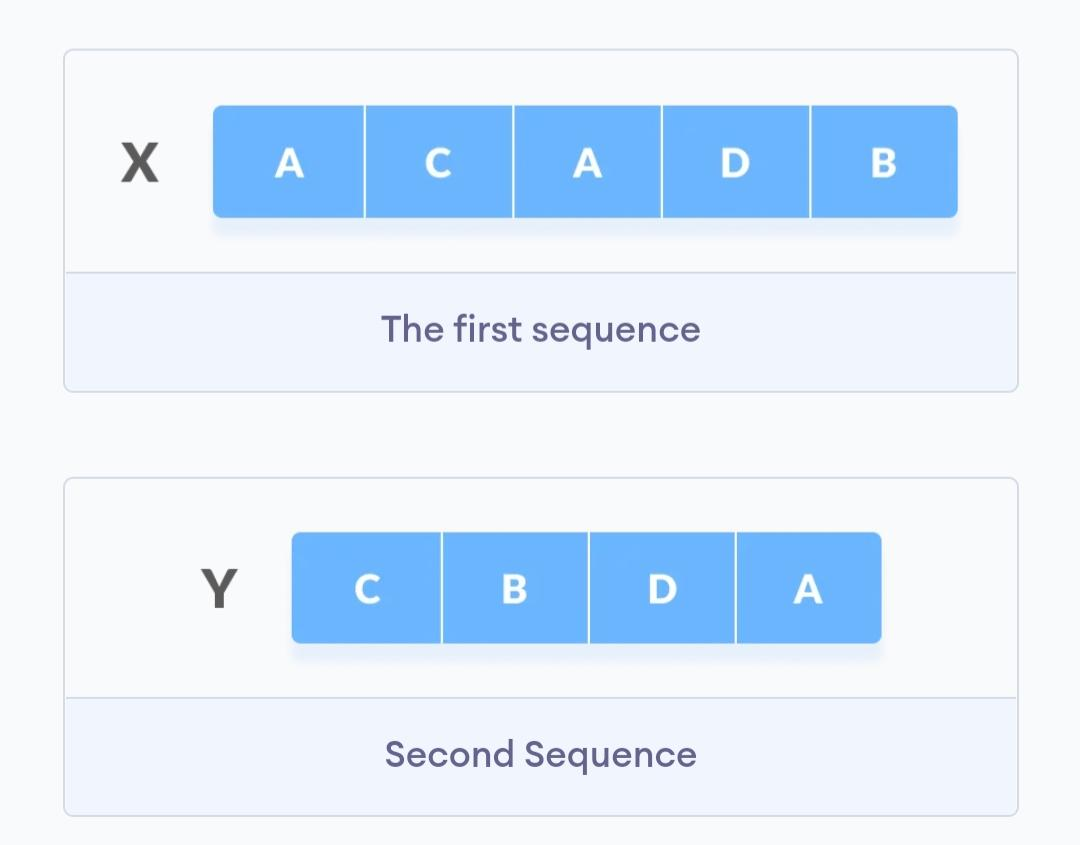 X A C A D B
The first sequence
Y C B D A
Second Sequence